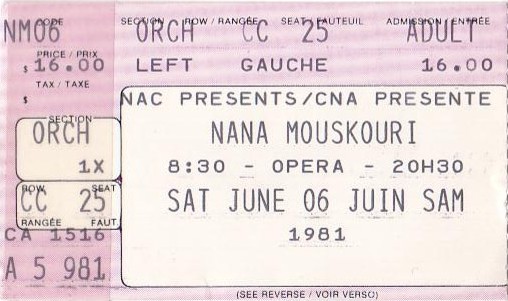 CODE SECTION ROW / RANGÉE SEAT / FAUTEUIL ADMISSION / ENTRÉE
NM06 ORCH CC 25 ADULT
PRICE / PRIX
$ 16.00 LEFT GAUCHE 16.00
TAX / TAXE
$
NAC PRESENTS/CNA PRESENTE
SECTION
ORCH NANA MOUSKOURI
1X 8:30 - OPERA - 20H30
ROW SEAT
CC 25 SAT JUNE 06 JUIN SAM
RANGÉE FAUT.
CA 1516 1981
A 5 981
(SEE REVERSE / VOIR VERSO)